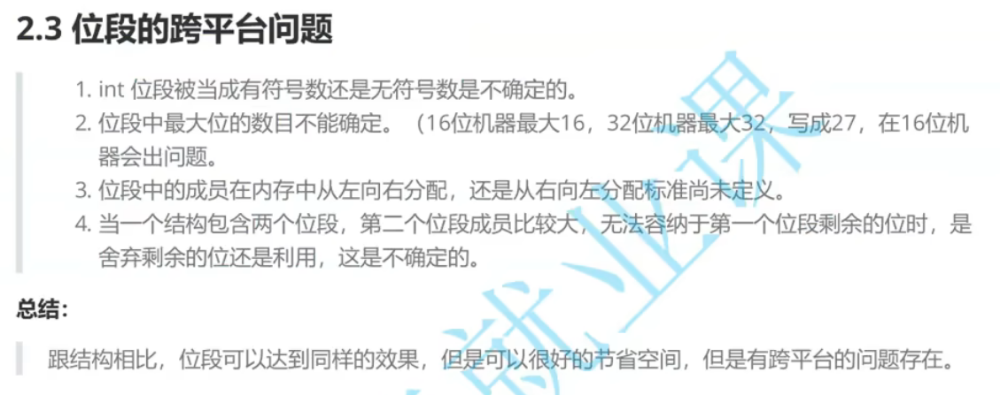 2.3 位段的跨平台问题
1. int 位段被当成有符号数还是无符号数是不确定的。
2. 位段中最大位的数目不能确定。（16位机器最大16，32位机器最大32，写成27，在16位机
器会出问题。
3. 位段中的成员在内存中从左向右分配，还是从右向左分配标准尚未定义。
4. 当一个结构包含两个位段，第二个位段成员比较大，无法容纳于第一个位段剩余的位时，是
舍弃剩余的位还是利用，这是不确定的。
总结：
跟结构相比，位段可以达到同样的效果，但是可以很好的节省空间，但是有跨平台的问题存在。
就业课